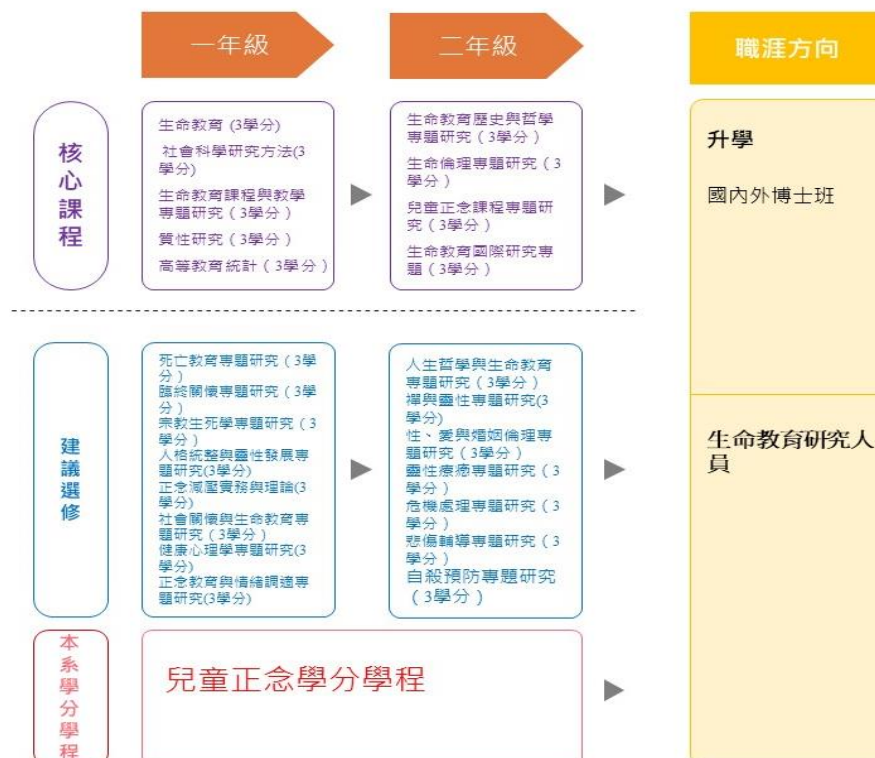 一年級
二年級
職涯方向
核心課程
生命教育 (3學分)
社會科學研究方法(3
學分)
生命教育課程與教學
專題研究（3學分）
質性研究（3學分）
高等教育統計（3學分）
生命教育歷史與哲學
專題研究（3學分）
生命倫理專題研究（3
學分）
兒童正念課程專題研
究（3學分）
生命教育國際研究專
題（3學分）
升學
國內外博士班
建議選修
死亡教育專題研究（3學
分）
臨終關懷專題研究（3學
分）
宗教生死學專題研究（3
學分）
人格統整與靈性發展專
題研究(3學分)
正念減壓實務與理論(3
學分)
社會關懷與生命教育專
題研究（3學分）
健康心理學專題研究(3
學分)
正念教育與情緒調適專
題研究(3學分)
人生哲學與生命教育
專題研究（3學分）
禪與靈性專題研究(3
學分)
性、愛與婚姻倫理專
題研究（3學分）
靈性療癒專題研究（3
學分）
危機處理專題研究（3
學分）
悲傷輔導專題研究（3
學分）
自殺預防專題研究
（3學分）
生命教育研究人
員
本系學分學程
兒童正念學分學程